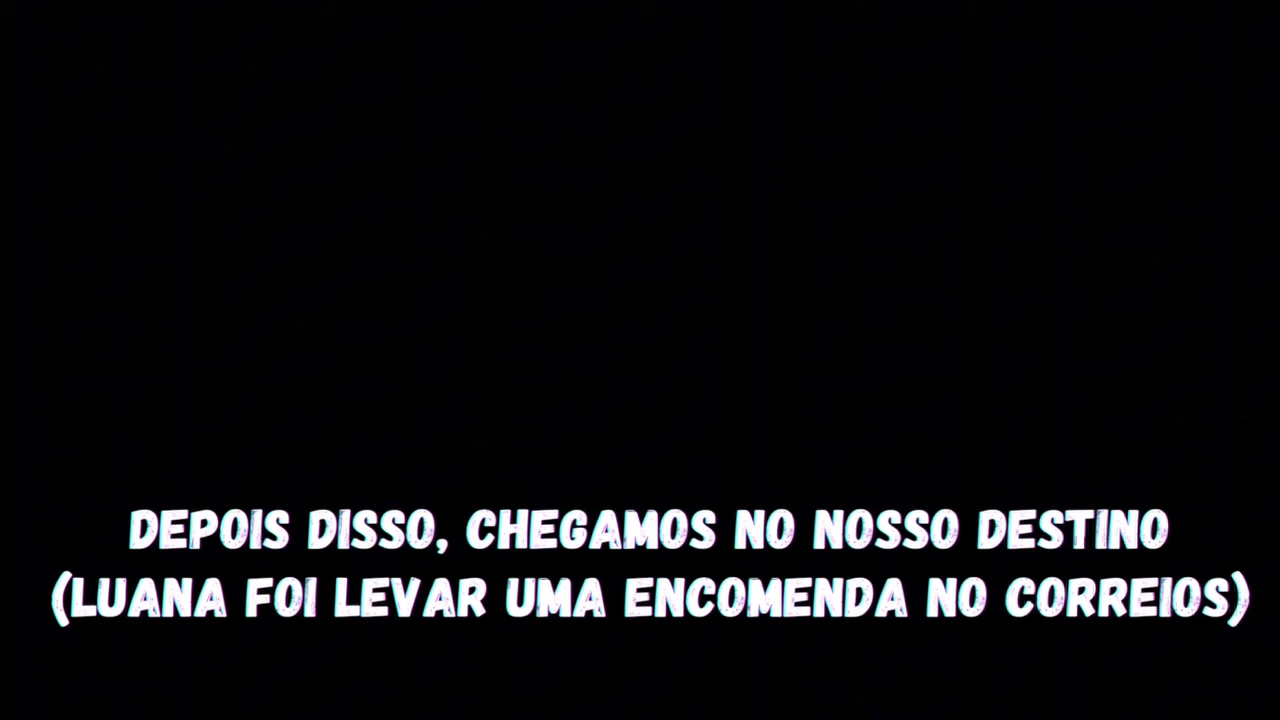 DEPOIS DISSO, CHEGAMOS NO NOSSO DESTINO
(LUANA FOI LEVAR UMA ENCOMENDA NO CORREIOS)